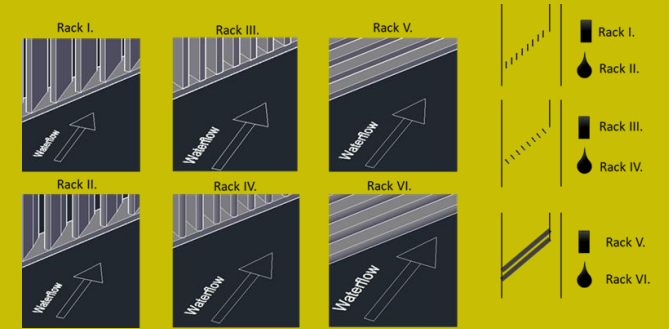 Rack I.
Rack III.
Rack V.
Waterflow
Waterflow
Waterflow
Rack II.
Rack IV.
Rack VI.
Waterflow
Waterflow
Waterflow
Rack I.
Rack II.
Rack III.
Rack IV.
Rack V.
Rack VI.